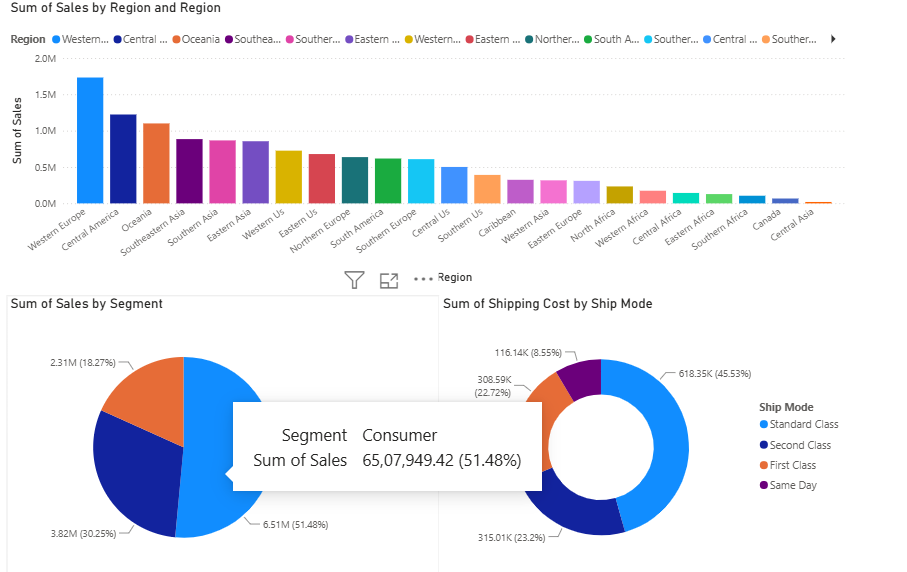 Sum of Sales by Region and Region
Region Western... Central ... Oceania Southea... Souther... Eastern ... Western... Eastern ... Norther... South A... Souther... Central ... Souther...
2.0M
1.5M
1.0M
0.5M
0.0M
Sum of Sales
Western Europe
Central America
Oceania
Southeastern Asia
Southern Asia
Eastern Asia
Western Us
Eastern Us
Northern Europe
South America
Southern Europe
Central Us
Southern Us
Caribbean
Western Asia
Eastern Europe
North Africa
Western Africa
Central Africa
Eastern Africa
Southern Africa
Canada
Central Asia
Region
Sum of Sales by Segment
2.31M (18.27%)
3.82M (30.25%)
6.51M (51.48%)
Segment Consumer
Sum of Sales 65,07,949.42 (51.48%)
Sum of Shipping Cost by Ship Mode
116.14K (8.55%)
308.59K
(22.72%)
618.35K (45.53%)
315.01K (23.2%)
Ship Mode
Standard Class
Second Class
First Class
Same Day